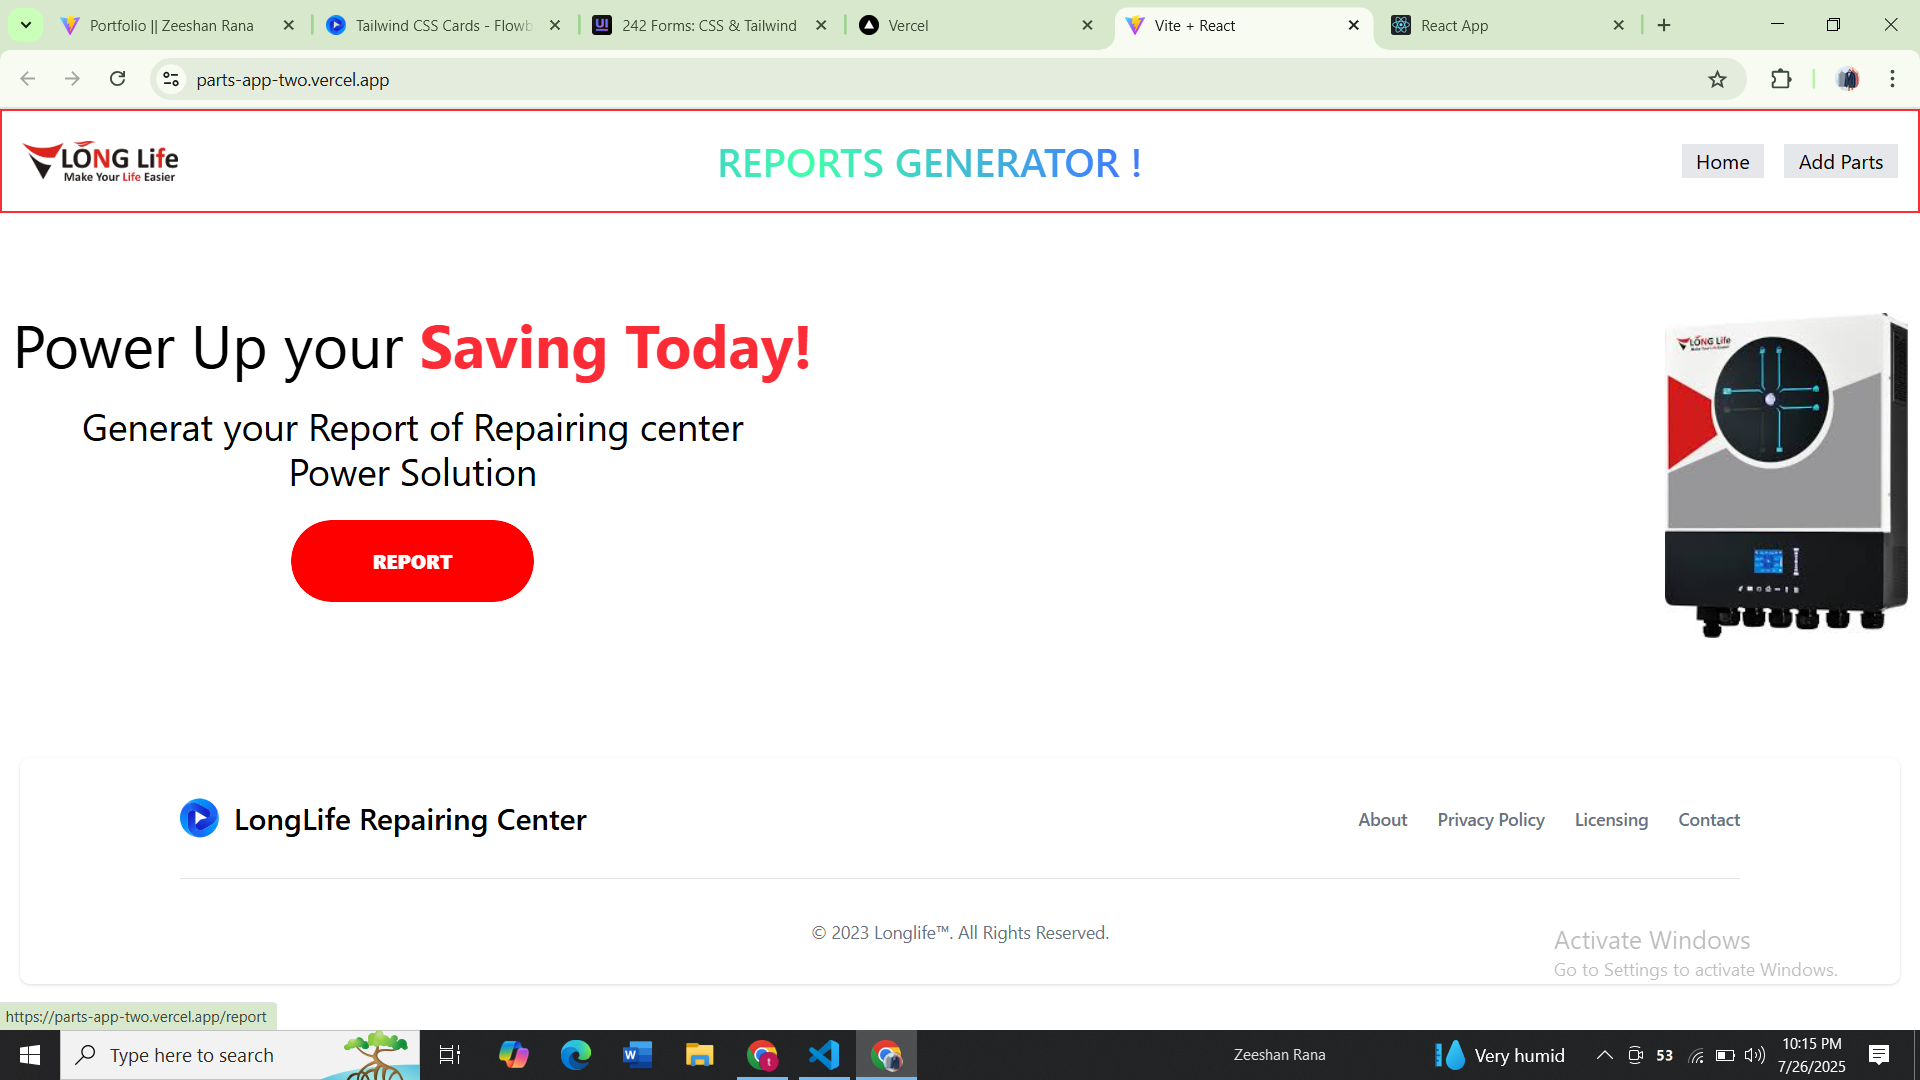 Portfolio || Zeeshan Rana
Tailwind CSS Cards - Flowb
242 Forms: CSS & Tailwind
Vercel
Vite + React
React App
parts-app-two.vercel.app
LONG Life
Make Your Life Easier
REPORTS GENERATOR !
Home
Add Parts
Power Up your Saving Today!
Generat your Report of Repairing center
Power Solution
REPORT
LONG Life
LongLife Repairing Center
About
Privacy Policy
Licensing
Contact
© 2023 Longlife™. All Rights Reserved.
Activate Windows
Go to Settings to activate Windows.
https://parts-app-two.vercel.app/report
Type here to search
Zeeshan Rana
Very humid
53
10:15 PM
7/26/2025